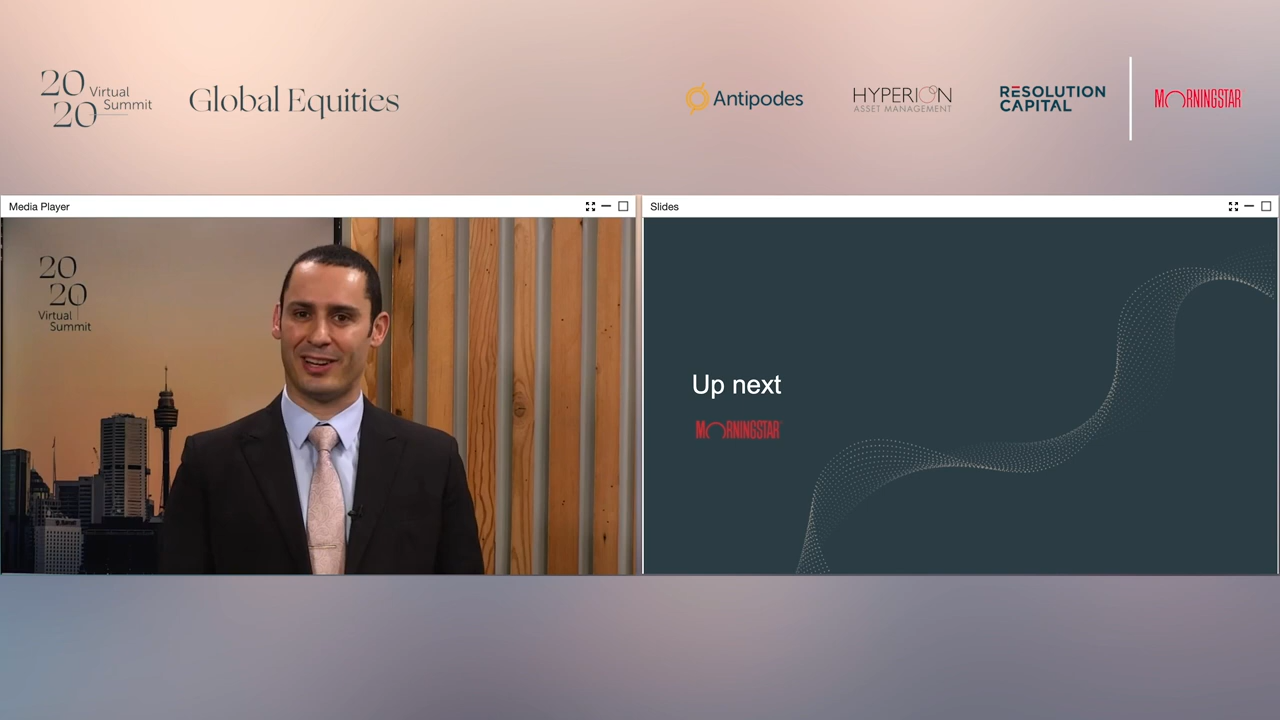 20
20
Virtual
Summit
Global Equities
Antipodes
HYPERION
ASSET MANAGEMENT
RESOLUTION
CAPITAL
MORNINGSTAR
Media Player
20
20
Virtual
Summit
Slides
Up next
MORNINGSTAR